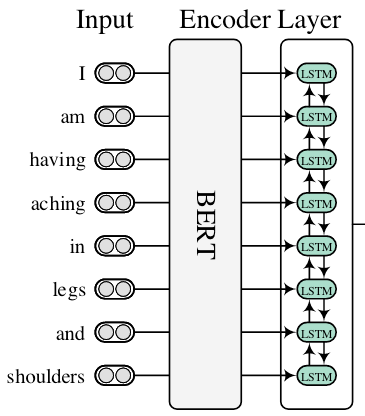 Input Encoder Layer
I LSTM
am LSTM
having LSTM
aching LSTM
BERT
in LSTM
legs LSTM
and LSTM
shoulders LSTM